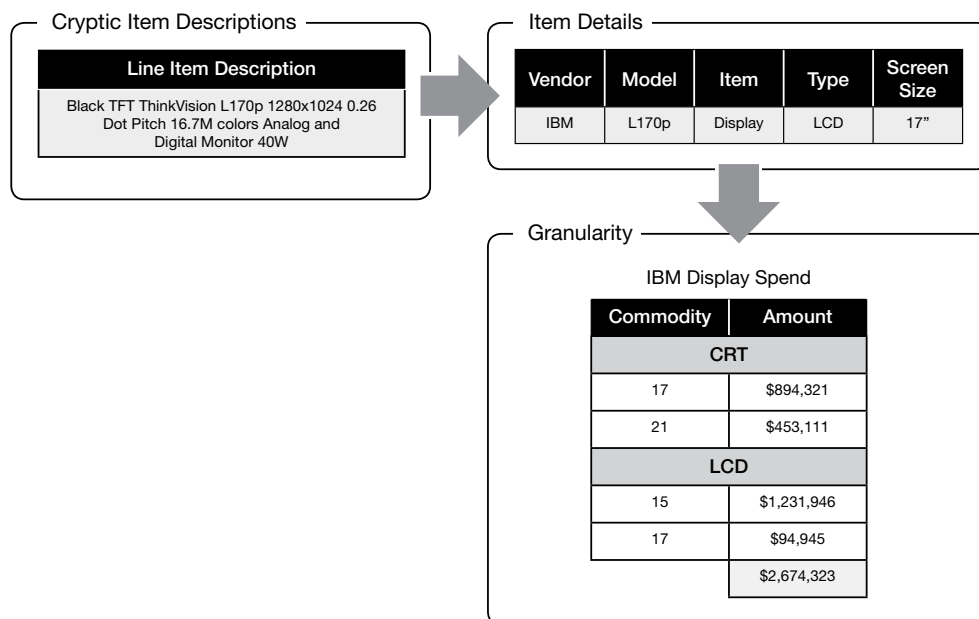 Cryptic Item Descriptions
Line Item Description
Black TFT ThinkVision L170p 1280x1024 0.26
Dot Pitch 16.7M colors Analog and
Digital Monitor 40W
Item Details
Vendor Model Item Type Screen Size
IBM L170p Display LCD 17”
Granularity
IBM Display Spend
Commodity Amount
CRT
17 $894,321
21 $453,111
LCD
15 $1,231,946
17 $94,945
$2,674,323